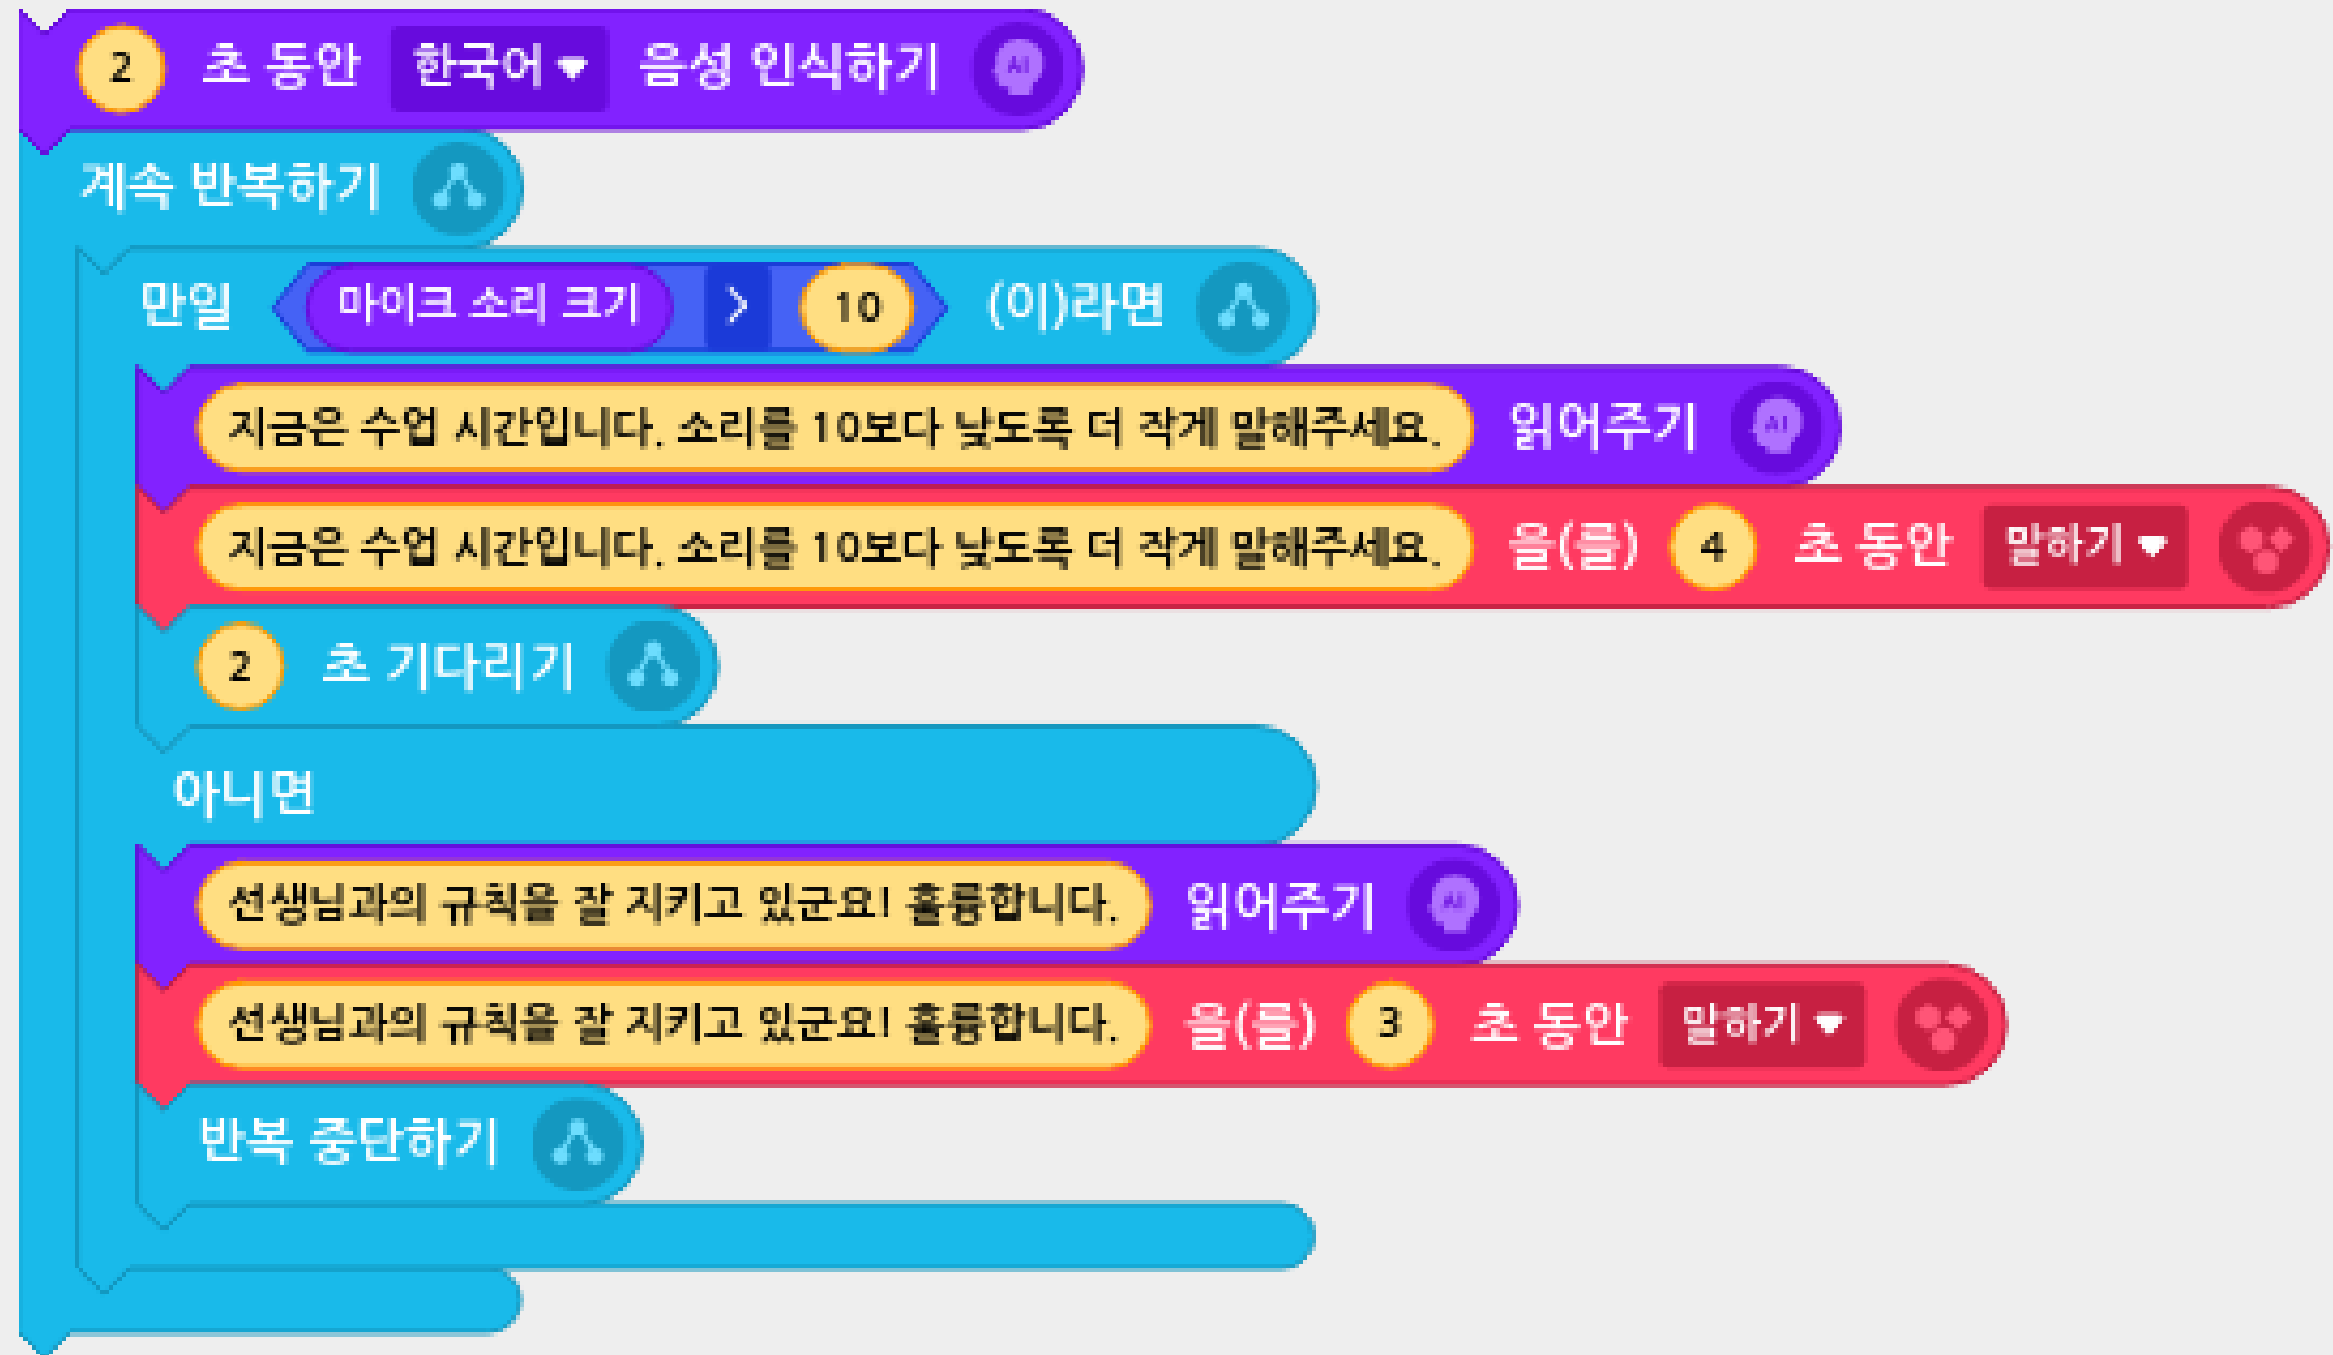 2 초 동안 한국어 음성 인식하기 AI
계속 반복하기
만일 마이크 소리 크기 > 10 (이)라면
지금은 수업 시간입니다. 소리를 10보다 낮도록 더 작게 말해주세요. 읽어주기 AI
지금은 수업 시간입니다. 소리를 10보다 낮도록 더 작게 말해주세요. 을(를) 4 초 동안 말하기
2 초 기다리기
아니면
선생님과의 규칙을 잘 지키고 있군요! 훌륭합니다. 읽어주기 AI
선생님과의 규칙을 잘 지키고 있군요! 훌륭합니다. 을(를) 3 초 동안 말하기
반복 중단하기